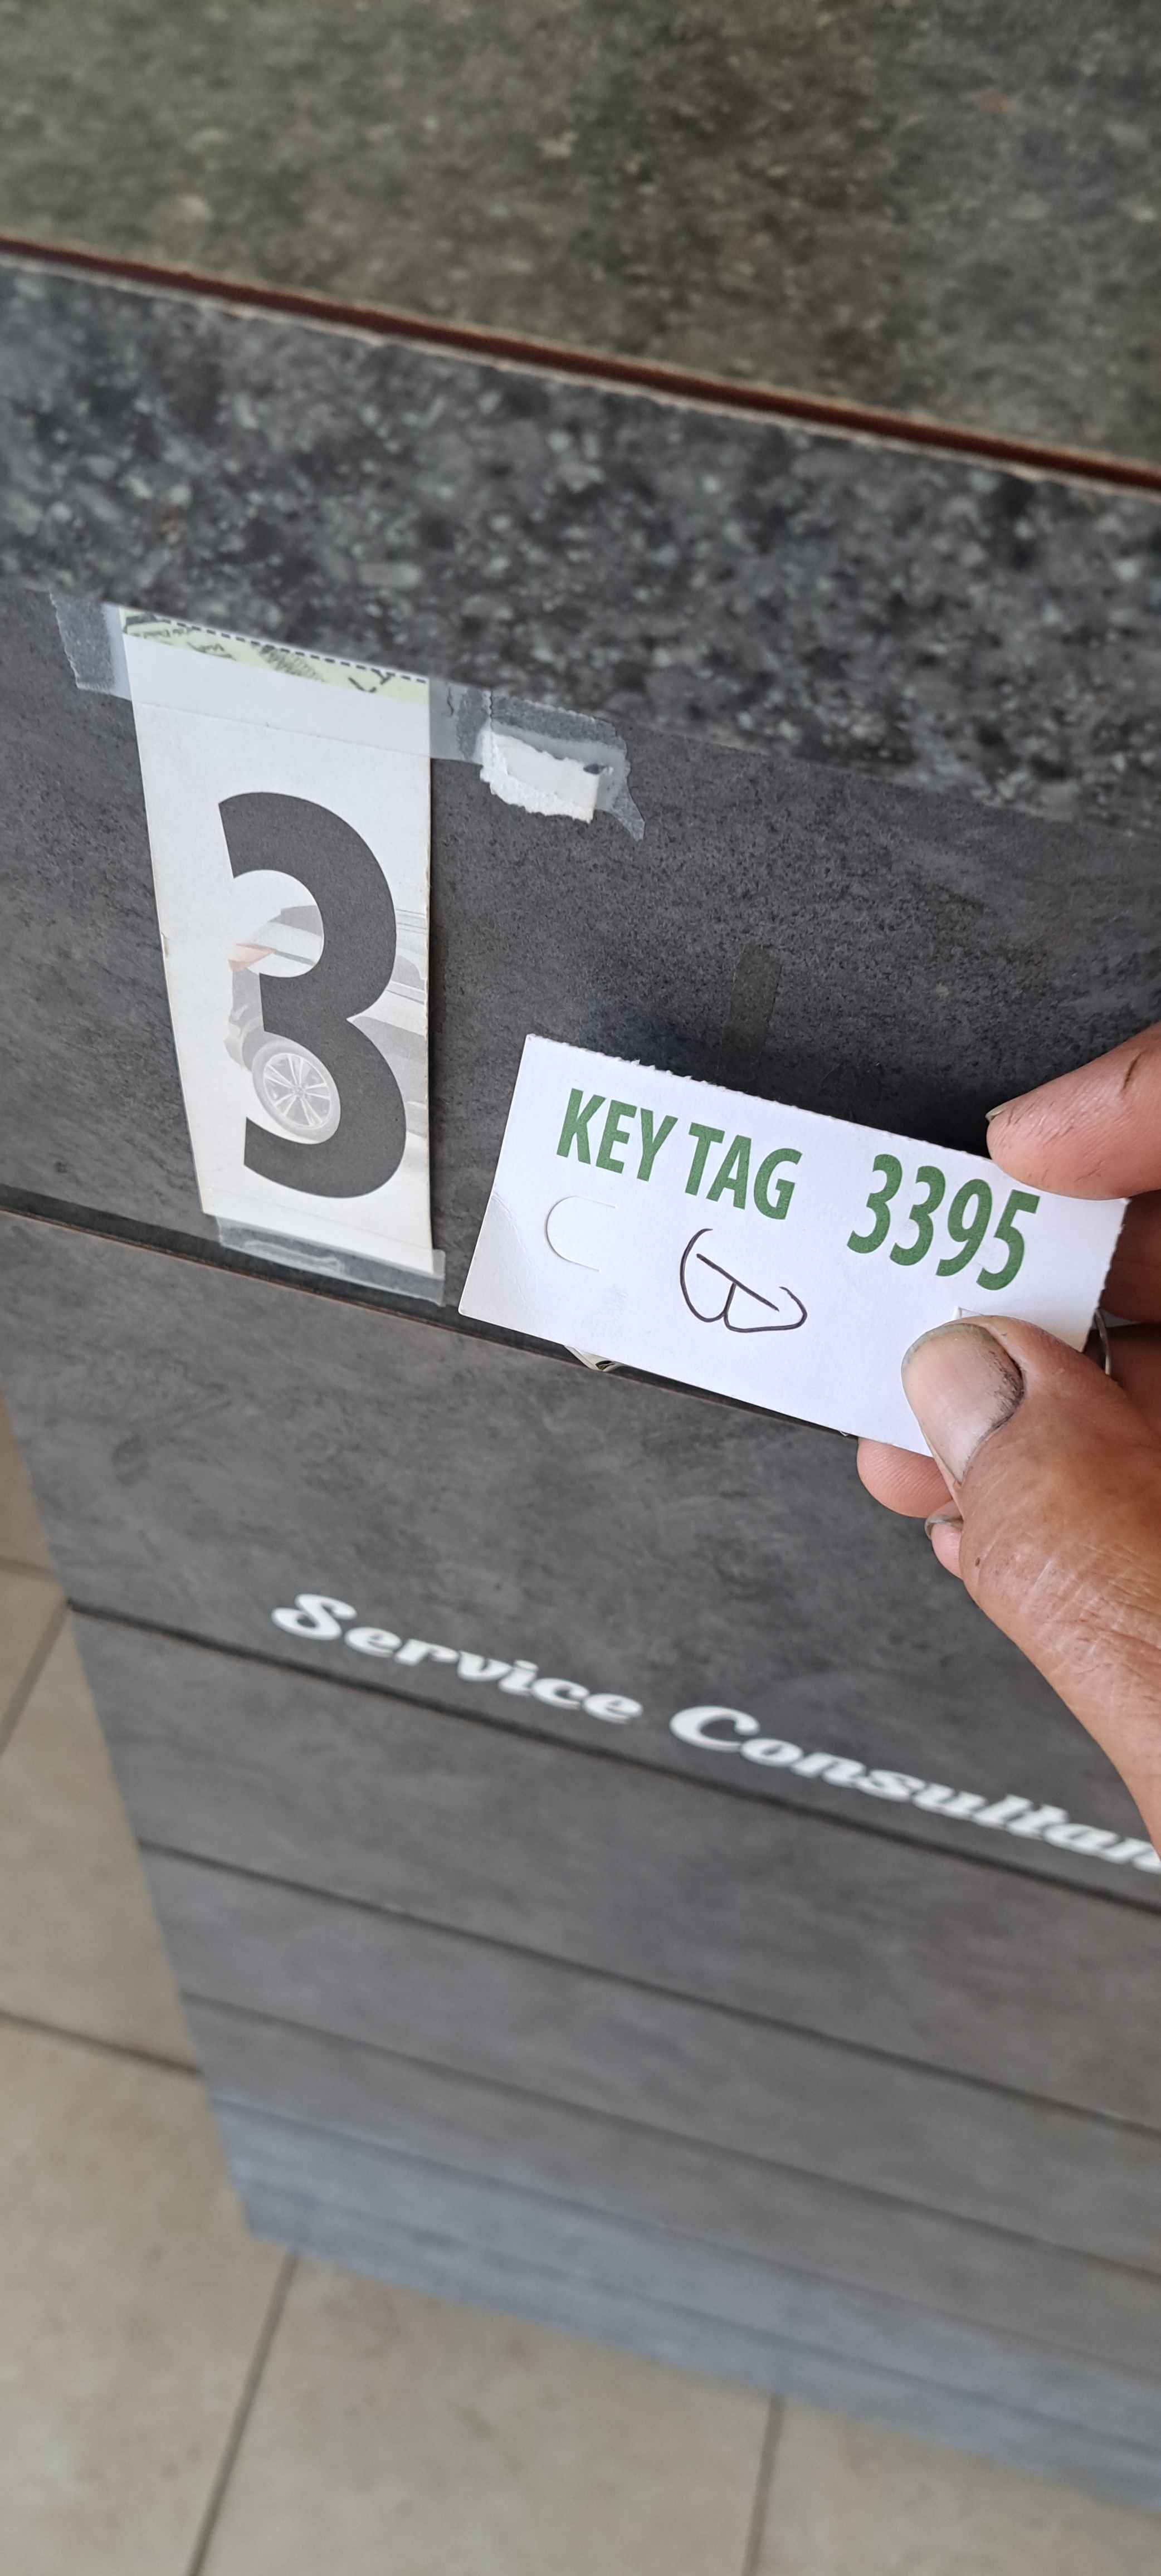 3
KEY TAG 3395
Service Consultan